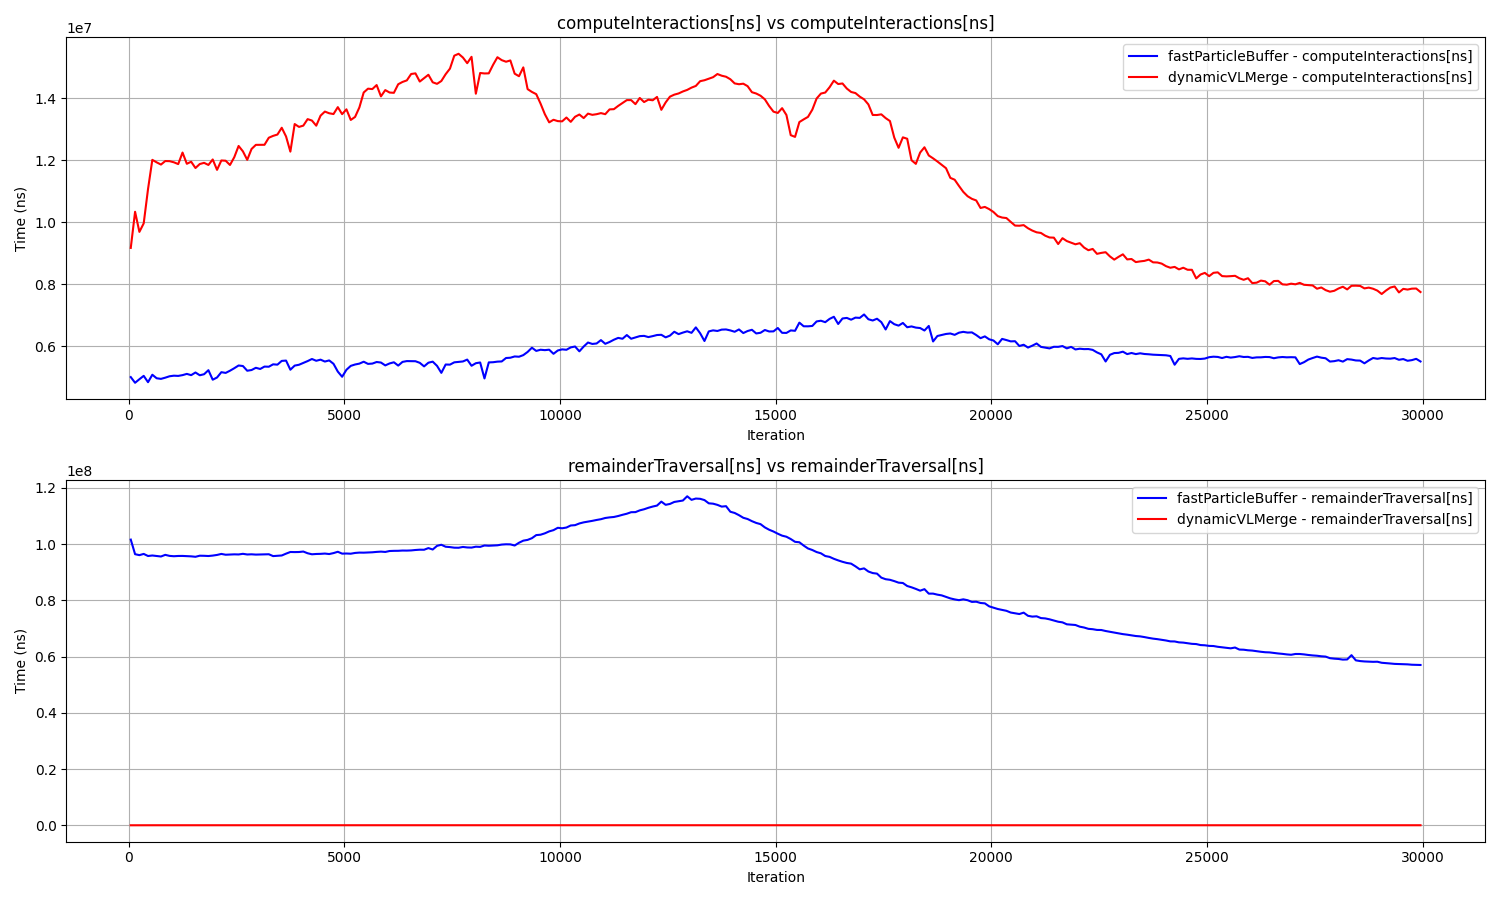 computeInteractions[ns] vs computeInteractions[ns]
1e7
fastParticleBuffer - computeInteractions[ns]
dynamicVLMerge - computeInteractions[ns]
1.4
1.2
1.0
0.8
0.6
Time (ns)
0 5000 10000 15000 20000 25000 30000
Iteration
remainderTraversal[ns] vs remainderTraversal[ns]
1e8
fastParticleBuffer - remainderTraversal[ns]
dynamicVLMerge - remainderTraversal[ns]
1.2
1.0
0.8
0.6
0.4
0.2
0.0
Time (ns)
0 5000 10000 15000 20000 25000 30000
Iteration